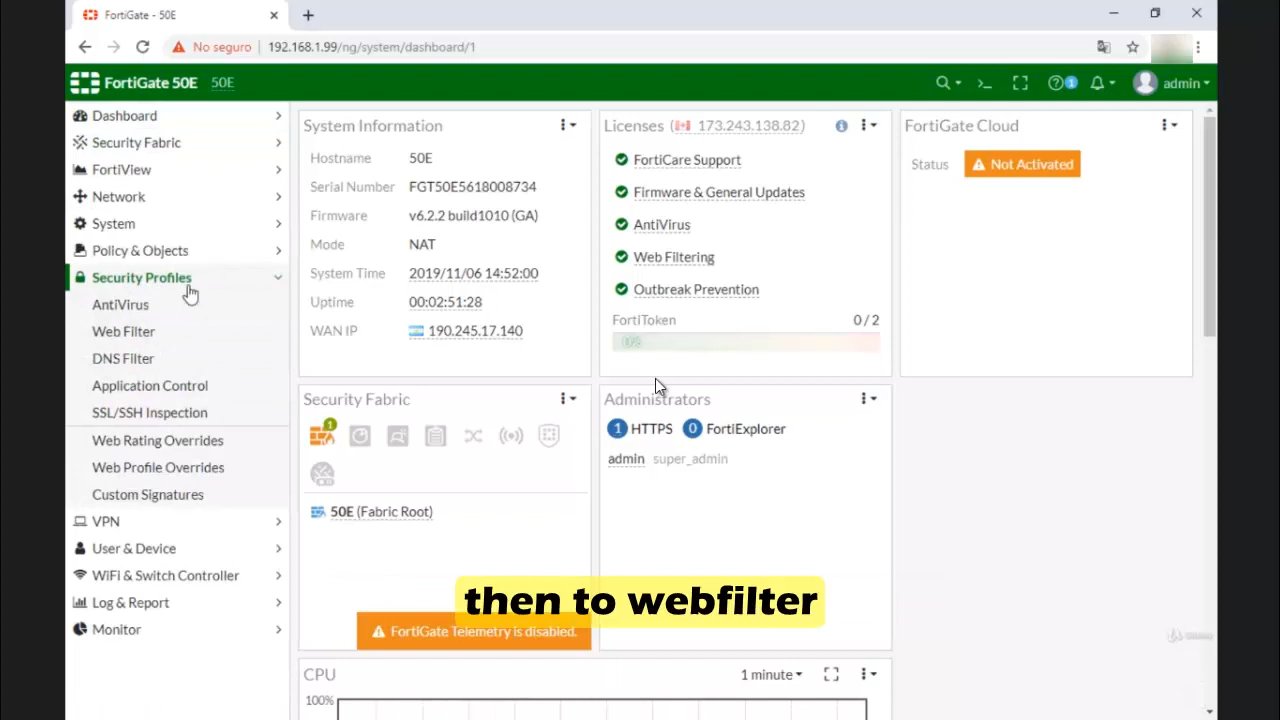 FortiGate - 50E
No seguro
192.168.1.99/ng/system/dashboard/1
FortiGate 50E
50E
1
admin
Dashboard
Security Fabric
FortiView
Network
System
Policy & Objects
Security Profiles
AntiVirus
Web Filter
DNS Filter
Application Control
SSL/SSH Inspection
Web Rating Overrides
Web Profile Overrides
Custom Signatures
VPN
User & Device
WiFi & Switch Controller
Log & Report
Monitor
System Information
Hostname 50E
Serial Number FGT50E5618008734
Firmware v6.2.2 build1010 (GA)
Mode NAT
System Time 2019/11/06 14:52:00
Uptime 00:02:51:28
WAN IP 190.245.17.140
Licenses ( 173.243.138.82)
FortiCare Support
Firmware & General Updates
AntiVirus
Web Filtering
Outbreak Prevention
FortiToken 0 / 2
0%
FortiGate Cloud
Status Not Activated
Security Fabric
1
50E (Fabric Root)
FortiGate Telemetry is disabled.
Administrators
1 HTTPS 0 FortiExplorer
admin super_admin
then to webfilter
CPU 1 minute
100%